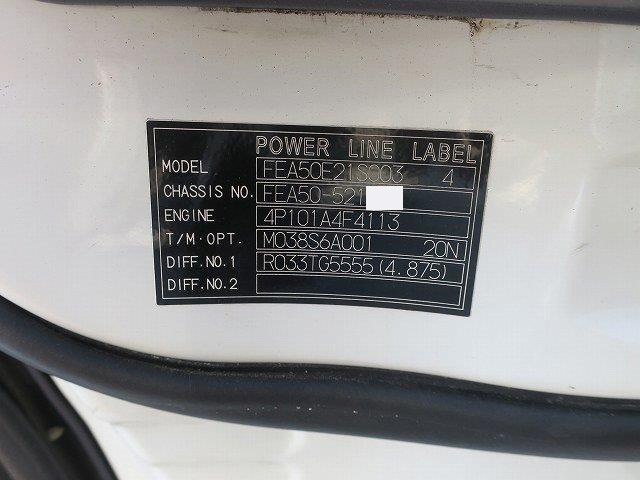 POWER LINE LABEL
MODEL FEA50E21SC03 4
CHASSIS NO. FEA50-521
ENGINE 4P101A4F4113
T/M·OPT. M038S6A001 20N
DIFF.NO.1 R033TG5555(4.875)
DIFF.NO.2